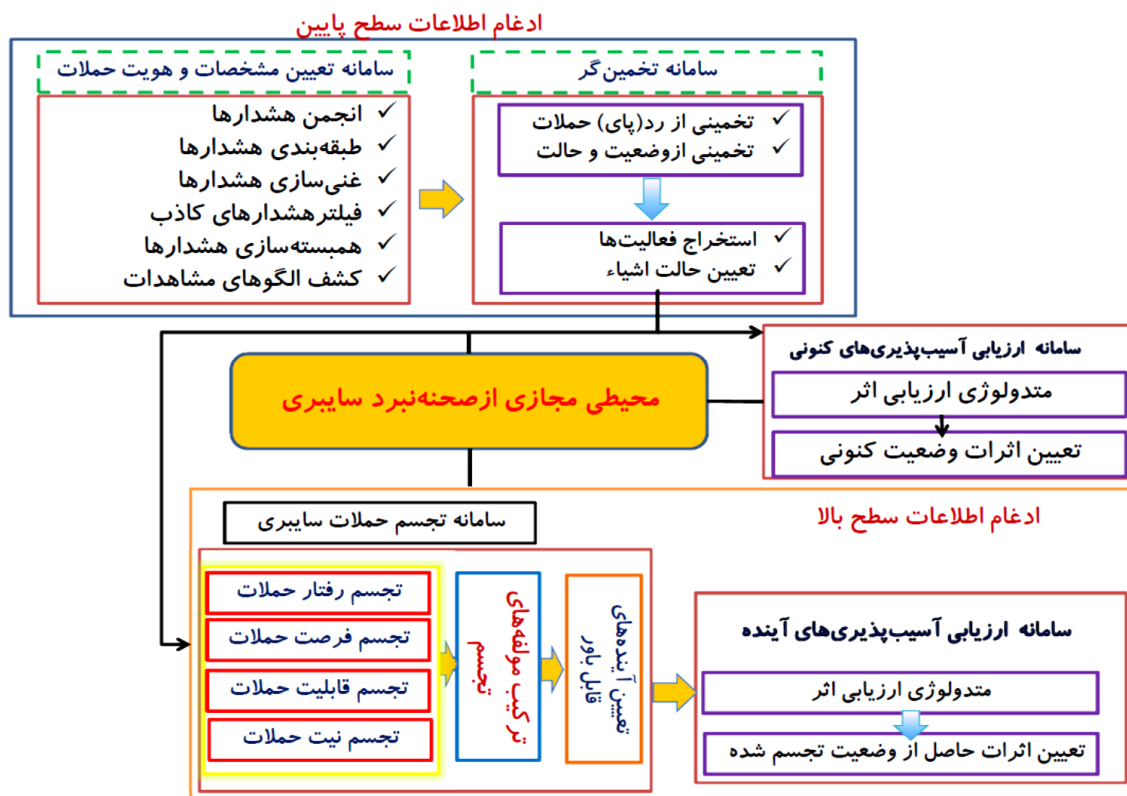 ادغام اطلاعات سطح پایین
سامانه تخمین‌گر
تخمینی از رد(پای) حملات
تخمینی ازوضعیت و حالت
استخراج فعالیت‌ها
تعیین حالت اشیاء
سامانه تعیین مشخصات و هویت حملات
انجمن هشدارها
طبقه‌بندی هشدارها
غنی‌سازی هشدارها
فیلترهشدارهای کاذب
همبسته‌سازی هشدارها
کشف الگوهای مشاهدات
سامانه ارزیابی آسیب‌پذیری‌های کنونی
متدولوژی ارزیابی اثر
تعیین اثرات وضعیت کنونی
محیطی مجازی ازصحنه‌نبرد سایبری
ادغام اطلاعات سطح بالا
سامانه تجسم حملات سایبری
تجسم رفتار حملات
تجسم فرصت حملات
تجسم قابلیت حملات
تجسم نیت حملات
ترکیب مولفه‌های
تجسم
تعیین آینده‌های
قابل باور
سامانه ارزیابی آسیب‌پذیری‌های آینده
متدولوژی ارزیابی اثر
تعیین اثرات حاصل از وضعیت تجسم شده